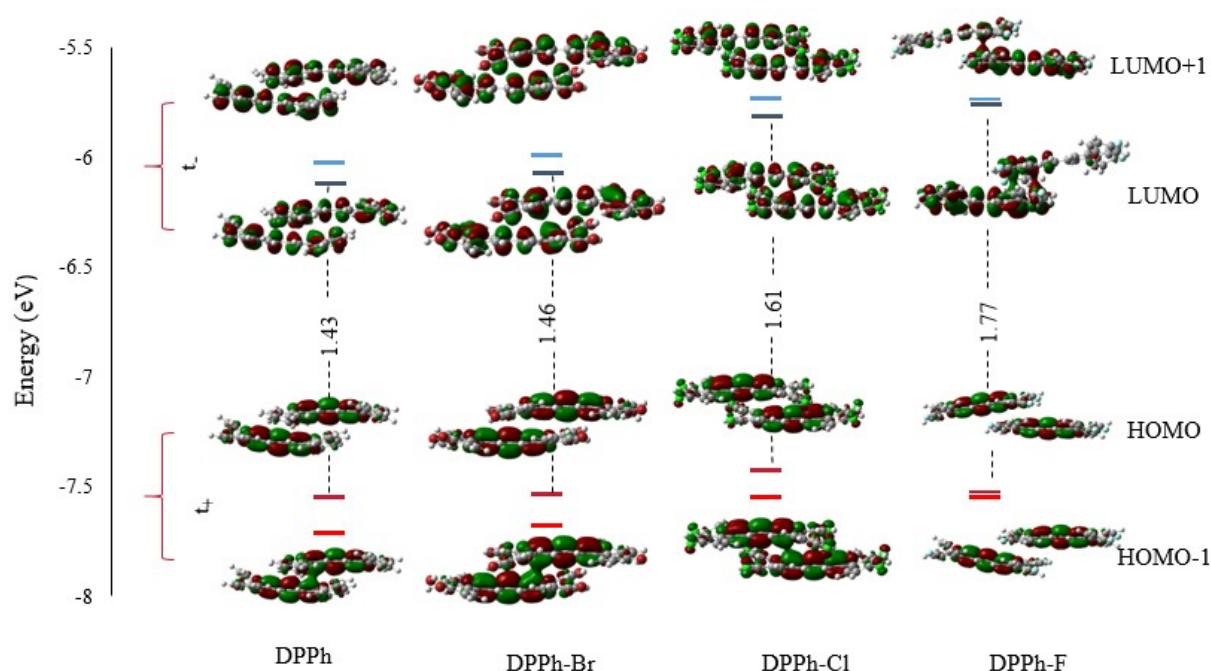 -5.5
LUMO+1
-6
t-
LUMO
-6.5
Energy (eV)
1.43
1.46
1.61
1.77
-7
HOMO
-7.5
t+
HOMO-1
-8
DPPh
DPPh-Br
DPPh-Cl
DPPh-F